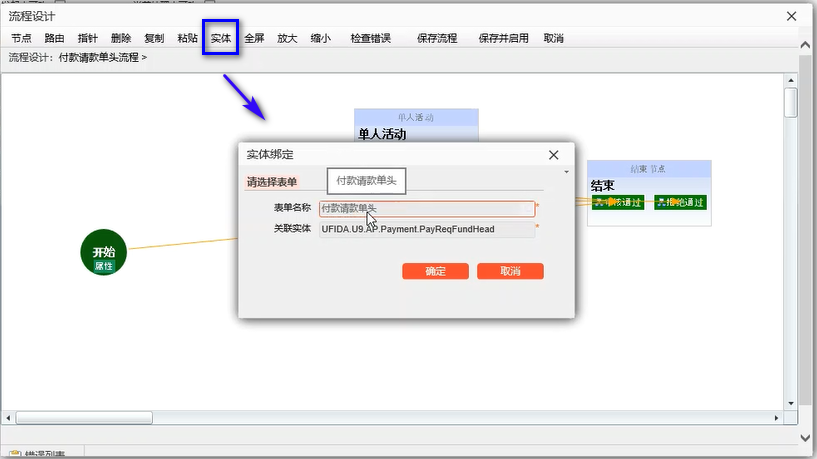 流程设计
节点 路由 指针 删除 复制 粘贴 实体 全屏 放大 缩小 检查错误 保存流程 保存并启用 取消
流程设计：付款请款单头流程 >
单人活动
单人活动
实体绑定
请选择表单
付款请款单头
表单名称 付款请款单头 *
关联实体 UFIDA.U9.AP.Payment.PayReqFundHead *
确定 取消
结束 节点
结束
通过 通过
开始
属性
错误列表